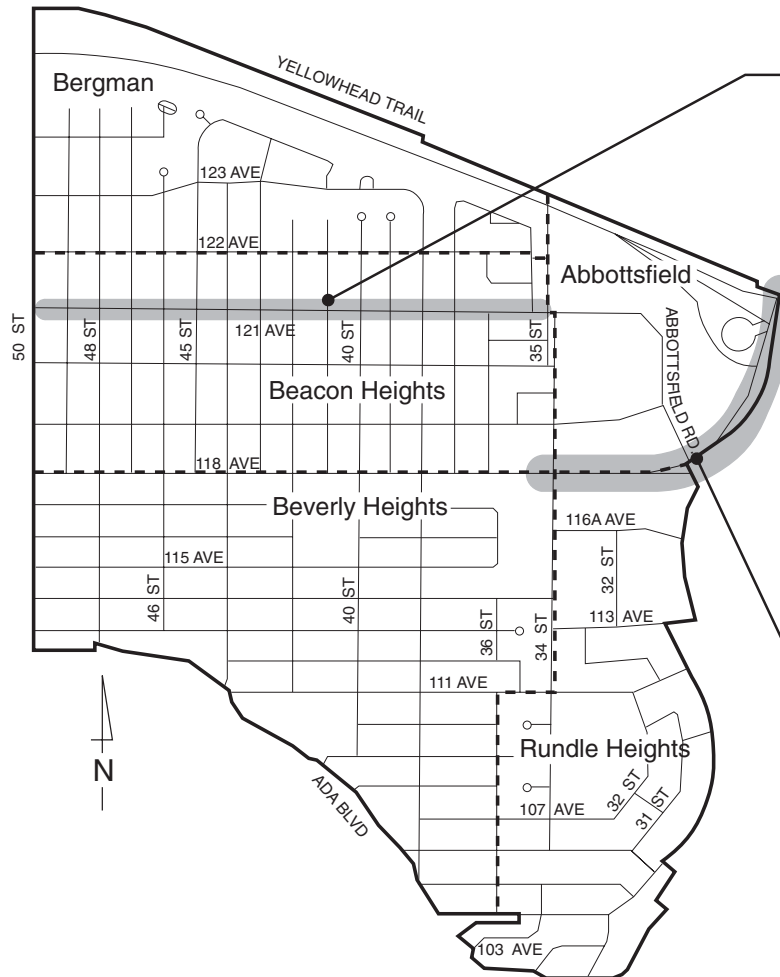 Bergman
YELLOWHEAD TRAIL
123 AVE
122 AVE
Abbottsfield
50 ST
48 ST
45 ST
121 AVE
40 ST
35 ST
ABBOTTSFIELD RD
Beacon Heights
118 AVE
Beverly Heights
116A AVE
115 AVE
46 ST
40 ST
36 ST
34 ST
32 ST
113 AVE
111 AVE
N
Rundle Heights
ADA BLVD
107 AVE
32 ST
31 ST
103 AVE